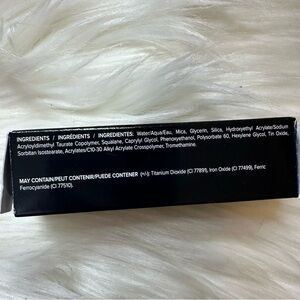 INGREDIENTS / INGRÉDIENTS / INGREDIENTES: Water/Aqua/Eau, Mica, Glycerin, Silica, Hydroxyethyl Acrylate/Sodium
Acryloyldimethyl Taurate Copolymer, Squalane, Caprylyl Glycol, Phenoxyethanol, Polysorbate 60, Hexylene Glycol, Tin Oxide,
Sorbitan Isostearate, Acrylates/C10-30 Alkyl Acrylate Crosspolymer, Tromethamine.
MAY CONTAIN/PEUT CONTENIR/PUEDE CONTENER (+/-): Titanium Dioxide (CI 77891), Iron Oxide (CI 77499), Ferric
Ferrocyanide (CI 77510).